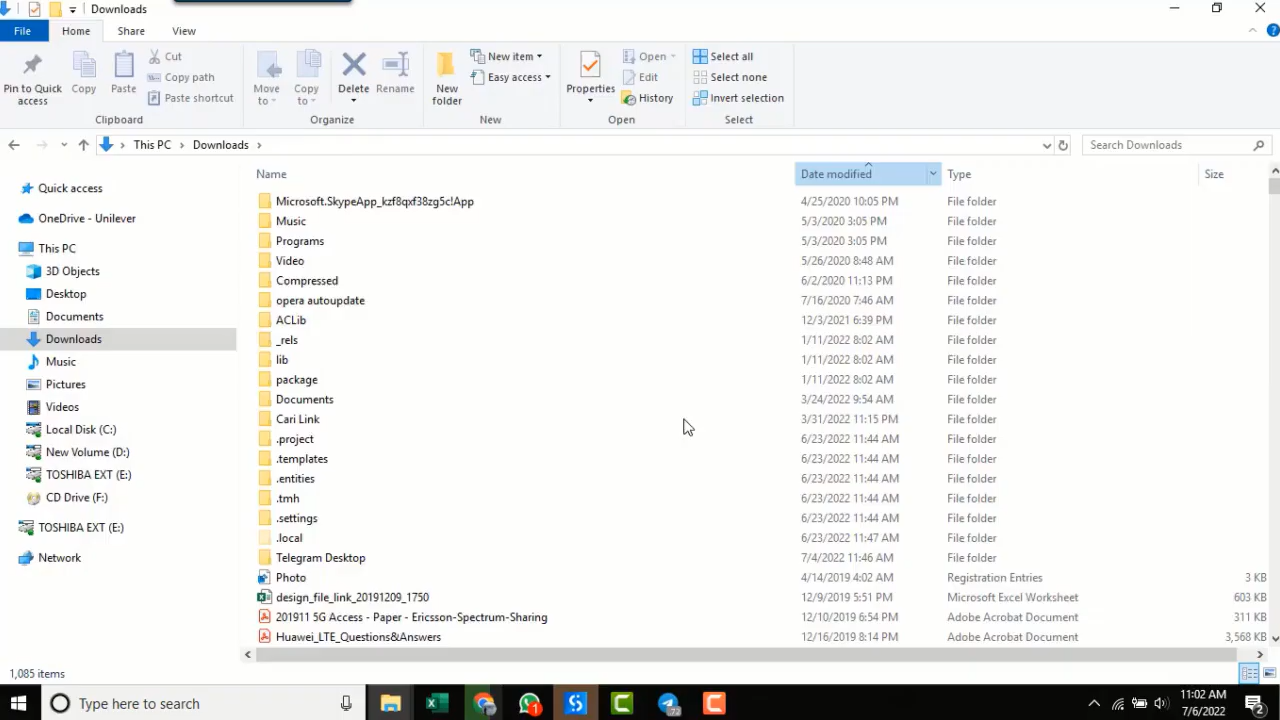 Downloads
File Home Share View
Pin to Quick access
Copy
Paste
Cut
Copy path
Paste shortcut
Clipboard
Move to
Copy to
Delete
Rename
Organize
New folder
New item
Easy access
New
Properties
Open
Edit
History
Open
Select all
Select none
Invert selection
Select
This PC Downloads
Search Downloads
Quick access
OneDrive - Unilever
This PC
3D Objects
Desktop
Documents
Downloads
Music
Pictures
Videos
Local Disk (C:)
New Volume (D:)
TOSHIBA EXT (E:)
CD Drive (F:)
TOSHIBA EXT (E:)
Network
Name Date modified Type Size
Microsoft.SkypeApp_kzf8qxf38zg5c!App 4/25/2020 10:05 PM File folder
Music 5/3/2020 3:05 PM File folder
Programs 5/3/2020 3:05 PM File folder
Video 5/26/2020 8:48 AM File folder
Compressed 6/2/2020 11:13 PM File folder
opera autoupdate 7/16/2020 7:46 AM File folder
ACLib 12/3/2021 6:39 PM File folder
_rels 1/11/2022 8:02 AM File folder
lib 1/11/2022 8:02 AM File folder
package 1/11/2022 8:02 AM File folder
Documents 3/24/2022 9:54 AM File folder
Cari Link 3/31/2022 11:15 PM File folder
.project 6/23/2022 11:44 AM File folder
.templates 6/23/2022 11:44 AM File folder
.entities 6/23/2022 11:44 AM File folder
.tmh 6/23/2022 11:44 AM File folder
.settings 6/23/2022 11:44 AM File folder
.local 6/23/2022 11:47 AM File folder
Telegram Desktop 7/4/2022 11:46 AM File folder
Photo 4/14/2019 4:02 AM Registration Entries 3 KB
design_file_link_20191209_1750 12/9/2019 5:51 PM Microsoft Excel Worksheet 603 KB
201911 5G Access - Paper - Ericsson-Spectrum-Sharing 12/10/2019 6:54 PM Adobe Acrobat Document 311 KB
Huawei_LTE_Questions&Answers 12/16/2019 8:14 PM Adobe Acrobat Document 3,568 KB
1,085 items
Type here to search
1
72
11:02 AM
7/6/2022
2